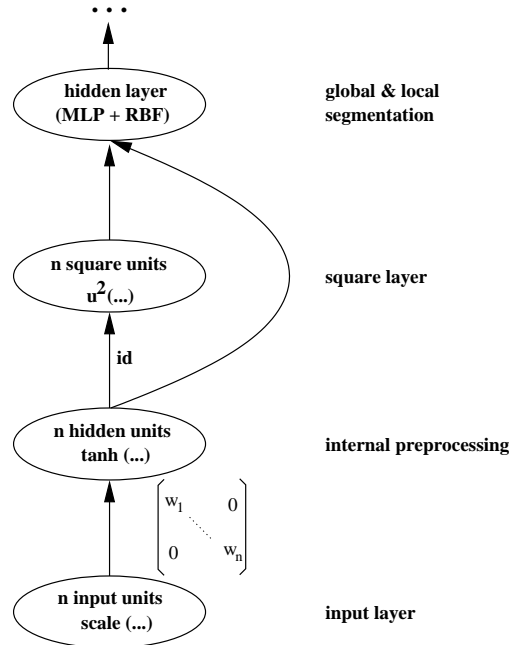 ...
hidden layer
(MLP + RBF)
global & local
segmentation
n square units
u²(...)
square layer
id
n hidden units
tanh (...)
internal preprocessing
w₁ 0
0 wₙ
n input units
scale (...)
input layer